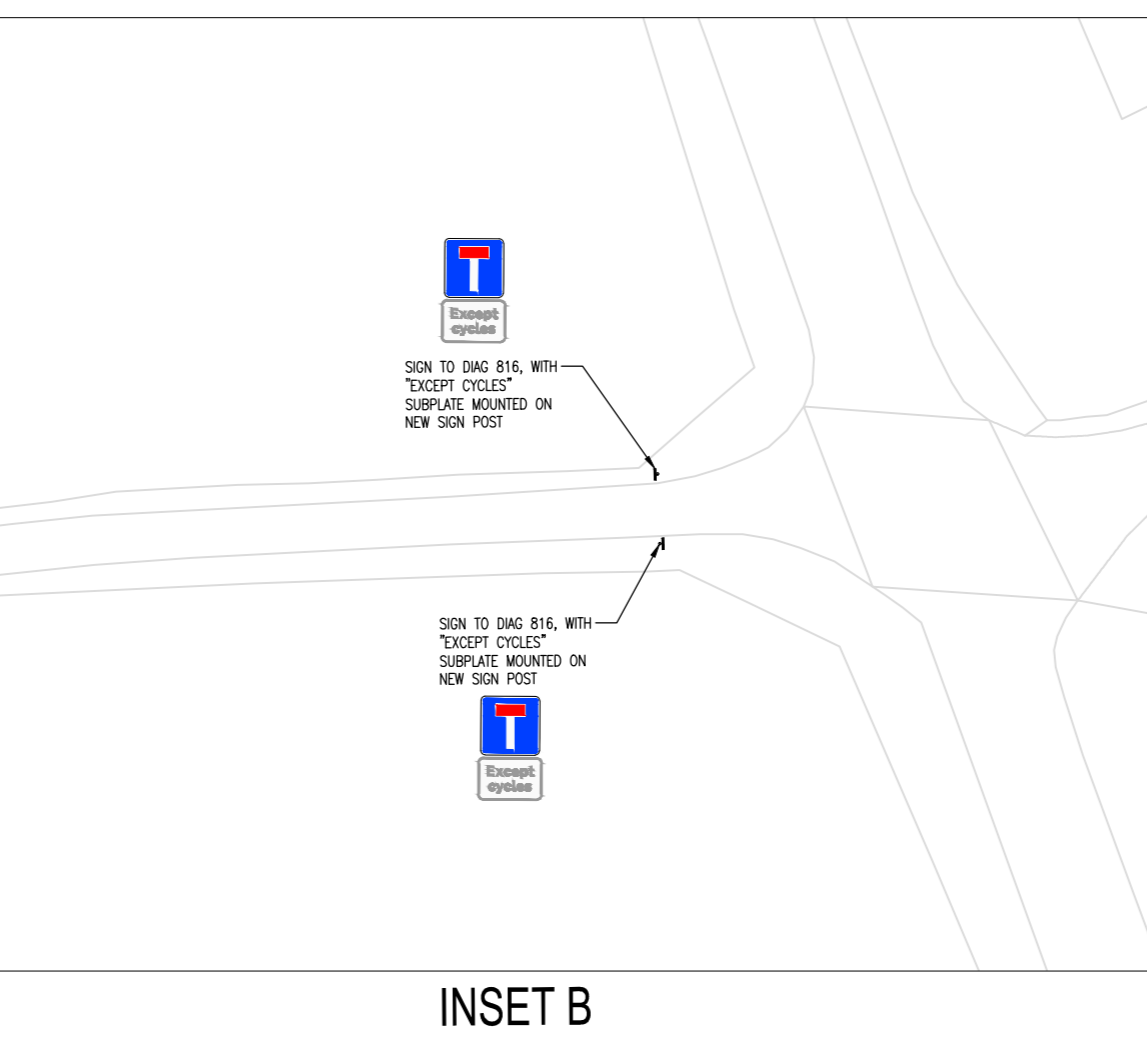 T
Except
cycles
SIGN TO DIAG 816, WITH
"EXCEPT CYCLES"
SUBPLATE MOUNTED ON
NEW SIGN POST
SIGN TO DIAG 816, WITH
"EXCEPT CYCLES"
SUBPLATE MOUNTED ON
NEW SIGN POST
T
Except
cycles
INSET B